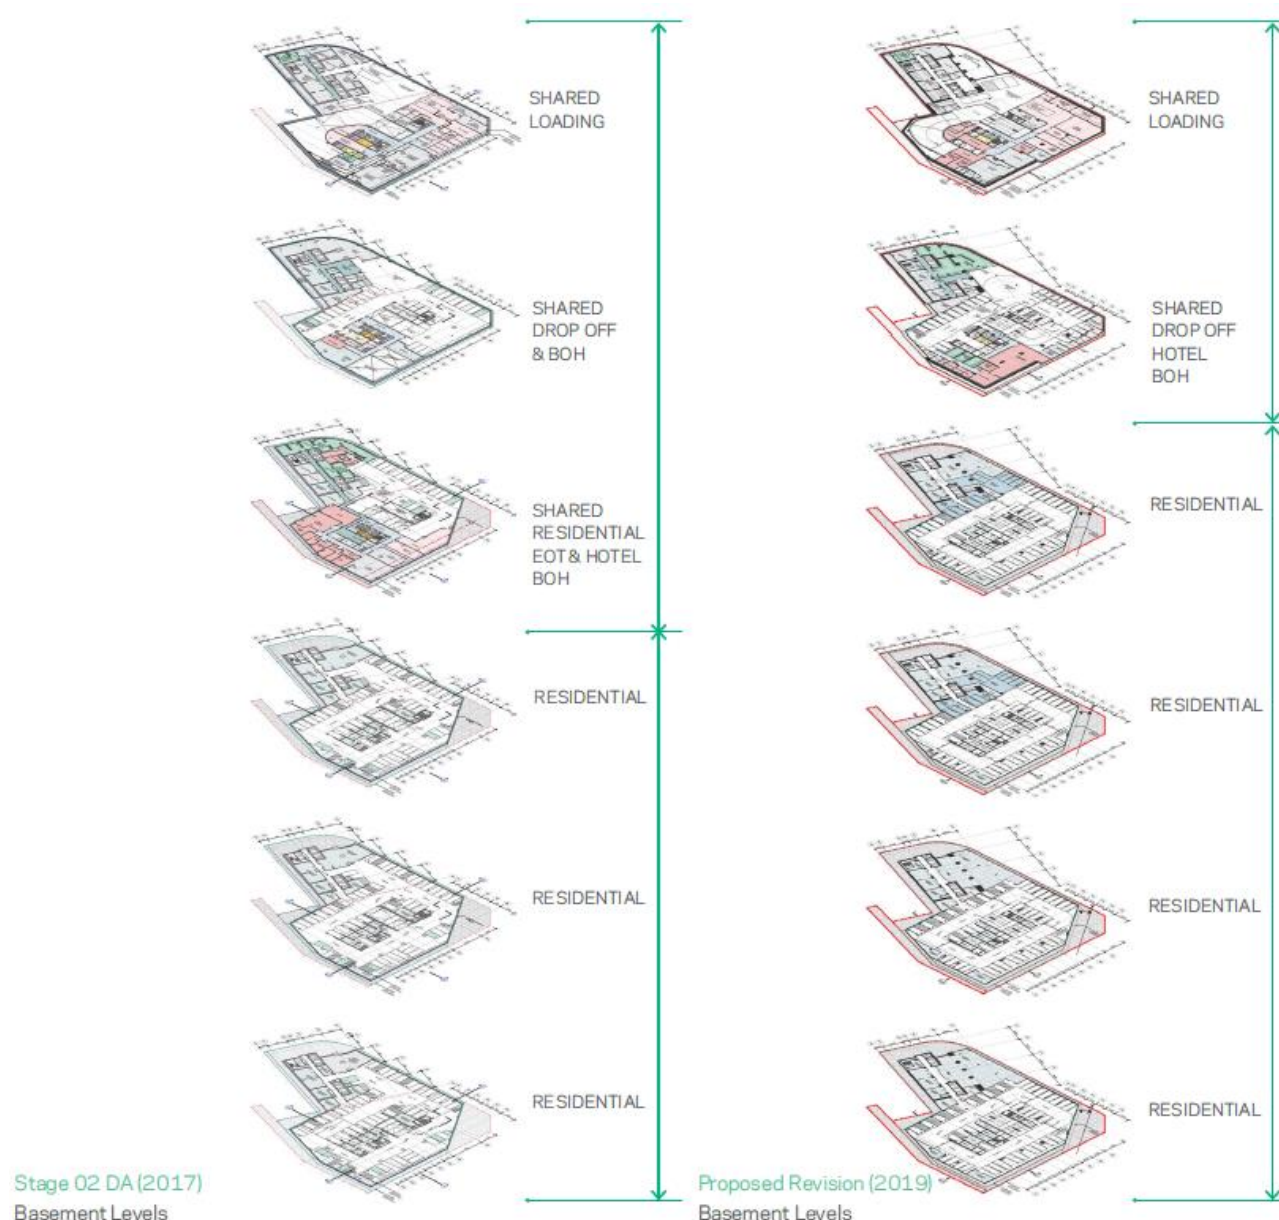 SHARED
LOADING
SHARED
DROP OFF
& BOH
SHARED
RESIDENTIAL
EOT & HOTEL
BOH
RESIDENTIAL
RESIDENTIAL
RESIDENTIAL
Stage 02 DA (2017)
Basement Levels
SHARED
LOADING
SHARED
DROP OFF
HOTEL
BOH
RESIDENTIAL
RESIDENTIAL
RESIDENTIAL
RESIDENTIAL
Proposed Revision (2019)
Basement Levels